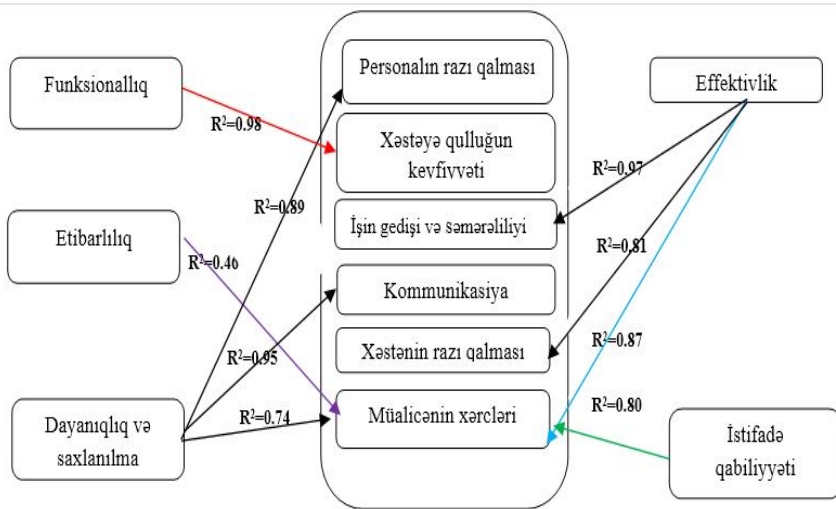 Funksionallıq
R²=0.98
Etibarlılıq
R²=0.46
Dayanıqlıq və
saxlanılma
R²=0.89
R²=0.95
R²=0.74
Personalın razı qalması
Xəstəyə qulluğun
kevfivvəti
İşin gedişi və səmərəliliyi
Kommunikasiya
Xəstənin razı qalması
Müalicənin xərcləri
Effektivlik
R²=0.97
R²=0.81
R²=0.87
R²=0.80
İstifadə
qabiliyyəti